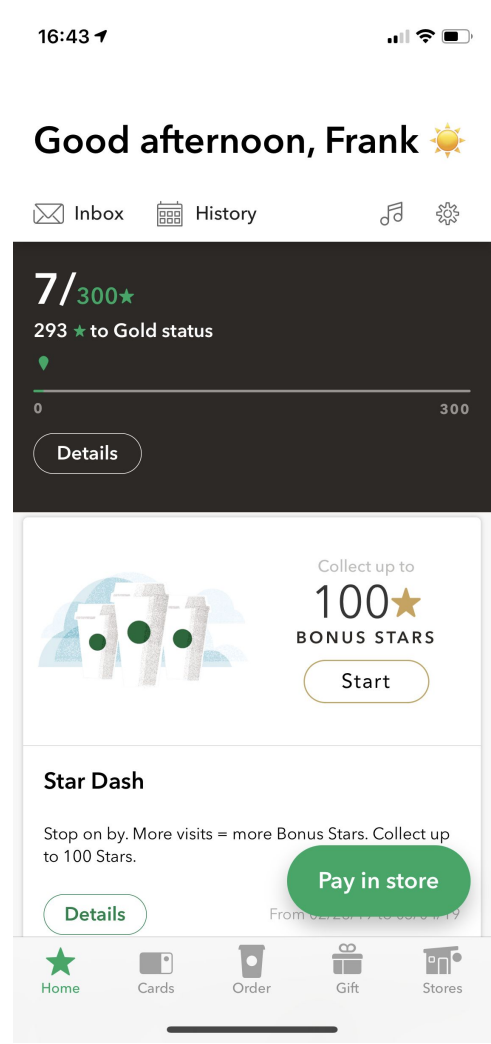 16:43
Good afternoon, Frank
Inbox
History
7/300
293 to Gold status
0
300
Details
Collect up to
100
BONUS STARS
Start
Star Dash
Stop on by. More visits = more Bonus Stars. Collect up
to 100 Stars.
Pay in store
Details
From
Home
Cards
Order
Gift
Stores